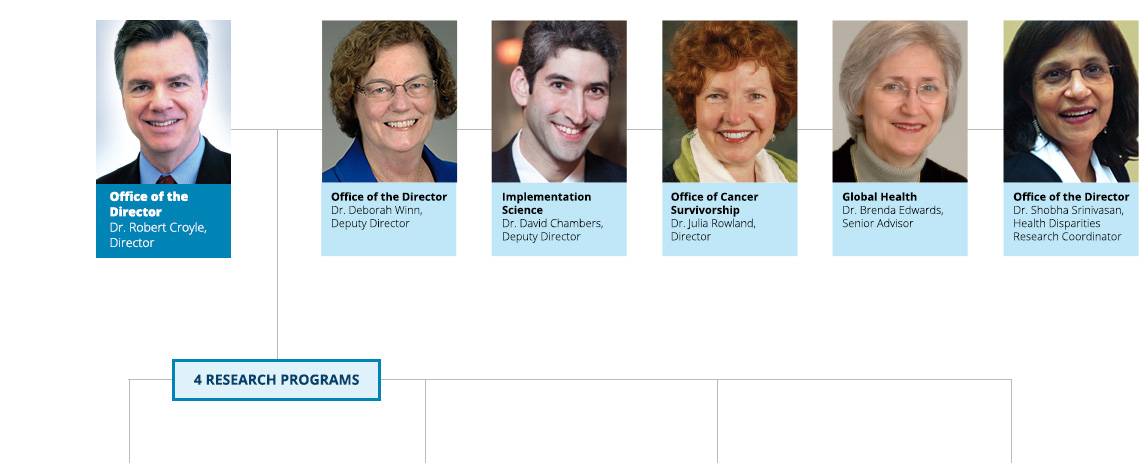 Office of the
Director
Dr. Robert Croyle,
Director
Office of the Director
Dr. Deborah Winn,
Deputy Director
Implementation
Science
Dr. David Chambers,
Deputy Director
Office of Cancer
Survivorship
Dr. Julia Rowland,
Director
Global Health
Dr. Brenda Edwards,
Senior Advisor
Office of the Director
Dr. Shobha Srinivasan,
Health Disparities
Research Coordinator
4 RESEARCH PROGRAMS